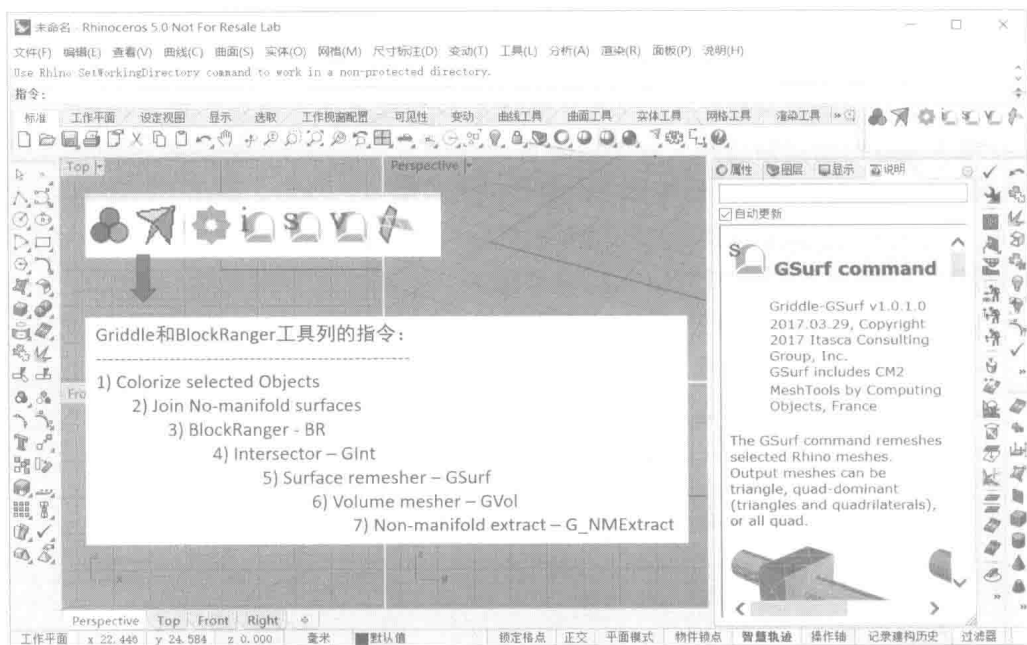 未命名 - Rhinoceros 5.0 Not For Resale Lab
文件(F) 编辑(E) 查看(V) 曲线(C) 曲面(S) 实体(O) 网格(M) 尺寸标注(D) 变动(T) 工具(L) 分析(A) 渲染(R) 面板(P) 说明(H)
Use Rhino SetWorkingDirectory command to work in a non-protected directory.
指令:
标准 工作平面 设定视图 显示 选取 工作视窗配置 可见性 变动 曲线工具 曲面工具 实体工具 网格工具 渲染工具
Top
Perspective
属性 图层 显示 说明
自动更新
i s v
Griddle和BlockRanger工具列的指令:
1) Colorize selected Objects
2) Join No-manifold surfaces
3) BlockRanger - BR
4) Intersector – GInt
5) Surface remesher – GSurf
6) Volume mesher – GVol
7) Non-manifold extract – G_NMExtract
Fro
S
GSurf command
Griddle-GSurf v1.0.1.0
2017.03.29, Copyright
2017 Itasca Consulting
Group, Inc.
GSurf includes CM2
MeshTools by Computing
Objects, France
The GSurf command remeshes
selected Rhino meshes.
Output meshes can be
triangle, quad-dominant
(triangles and quadrilaterals),
or all quad.
Perspective Top Front Right
工作平面 x 22.446 y 24.584 z 0.000 毫米 默认值 锁定格点 正交 平面模式 物件锁点 智慧轨迹 操作轴 记录建构历史 过滤器